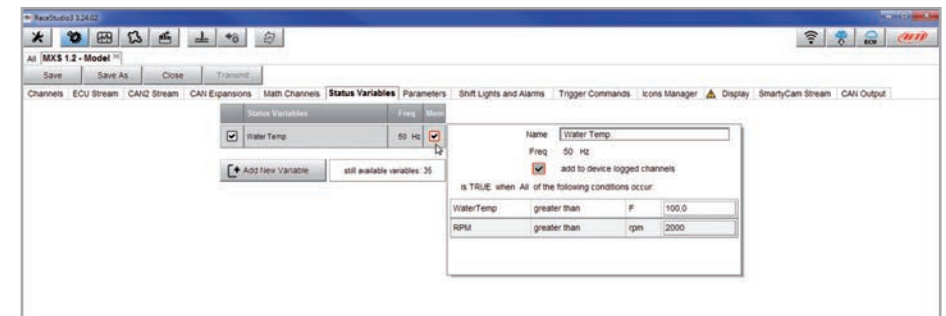 RaceStudio3 3.24.02
ECU
AiM
All MXS 1.2 - Model
Save Save As Close Transmit
Channels ECU Stream CAN2 Stream CAN Expansions Math Channels Status Variables Parameters Shift Lights and Alarms Trigger Commands Icons Manager Display SmartyCam Stream CAN Output
Status Variables Freq Mem
Water Temp 50 Hz
Add New Variable still available variables: 35
Name Water Temp
Freq 50 Hz
add to device logged channels
is TRUE when All of the following conditions occur:
WaterTemp greater than F 100.0
RPM greater than rpm 2000